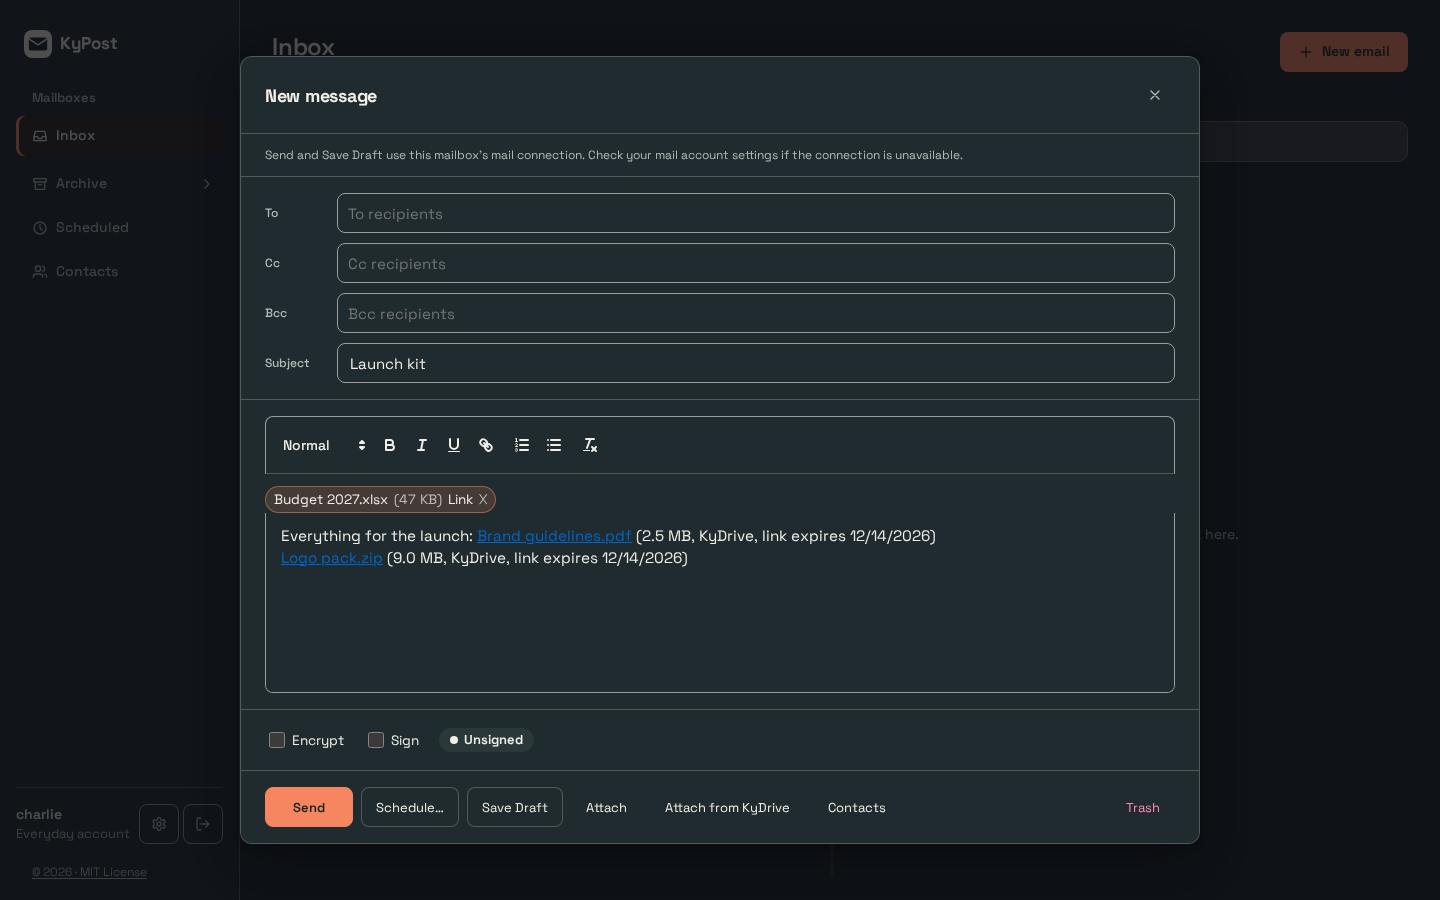 KyPost
Inbox
New email
Mailboxes
Inbox
Archive
Scheduled
Contacts
New message
Send and Save Draft use this mailbox's mail connection. Check your mail account settings if the connection is unavailable.
To
To recipients
Cc
Cc recipients
Bcc
Bcc recipients
Subject
Launch kit
Normal
Budget 2027.xlsx (47 KB) Link X
Everything for the launch: Brand guidelines.pdf (2.5 MB, KyDrive, link expires 12/14/2026)
Logo pack.zip (9.0 MB, KyDrive, link expires 12/14/2026)
here.
Encrypt
Sign
Unsigned
Send
Schedule...
Save Draft
Attach
Attach from KyDrive
Contacts
Trash
charlie
Everyday account
© 2026 · MIT License